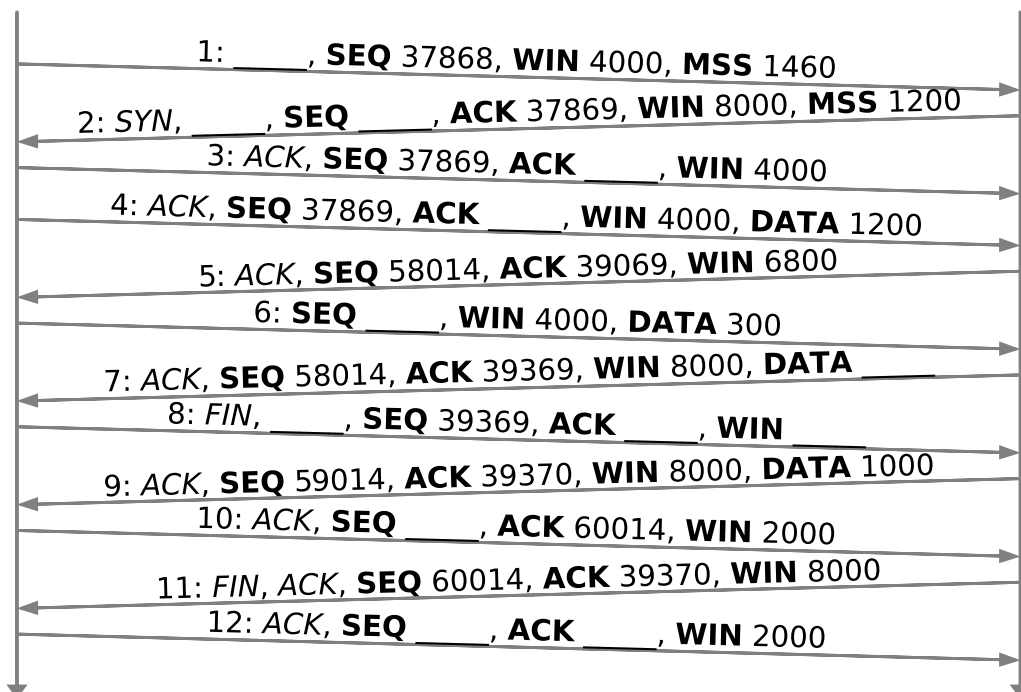 1: _____, SEQ 37868, WIN 4000, MSS 1460
2: SYN, _____, SEQ _____, ACK 37869, WIN 8000, MSS 1200
3: ACK, SEQ 37869, ACK _____, WIN 4000
4: ACK, SEQ 37869, ACK _____, WIN 4000, DATA 1200
5: ACK, SEQ 58014, ACK 39069, WIN 6800
6: SEQ _____, WIN 4000, DATA 300
7: ACK, SEQ 58014, ACK 39369, WIN 8000, DATA _____
8: FIN, _____, SEQ 39369, ACK _____, WIN _____
9: ACK, SEQ 59014, ACK 39370, WIN 8000, DATA 1000
10: ACK, SEQ _____, ACK 60014, WIN 2000
11: FIN, ACK, SEQ 60014, ACK 39370, WIN 8000
12: ACK, SEQ _____, ACK _____, WIN 2000